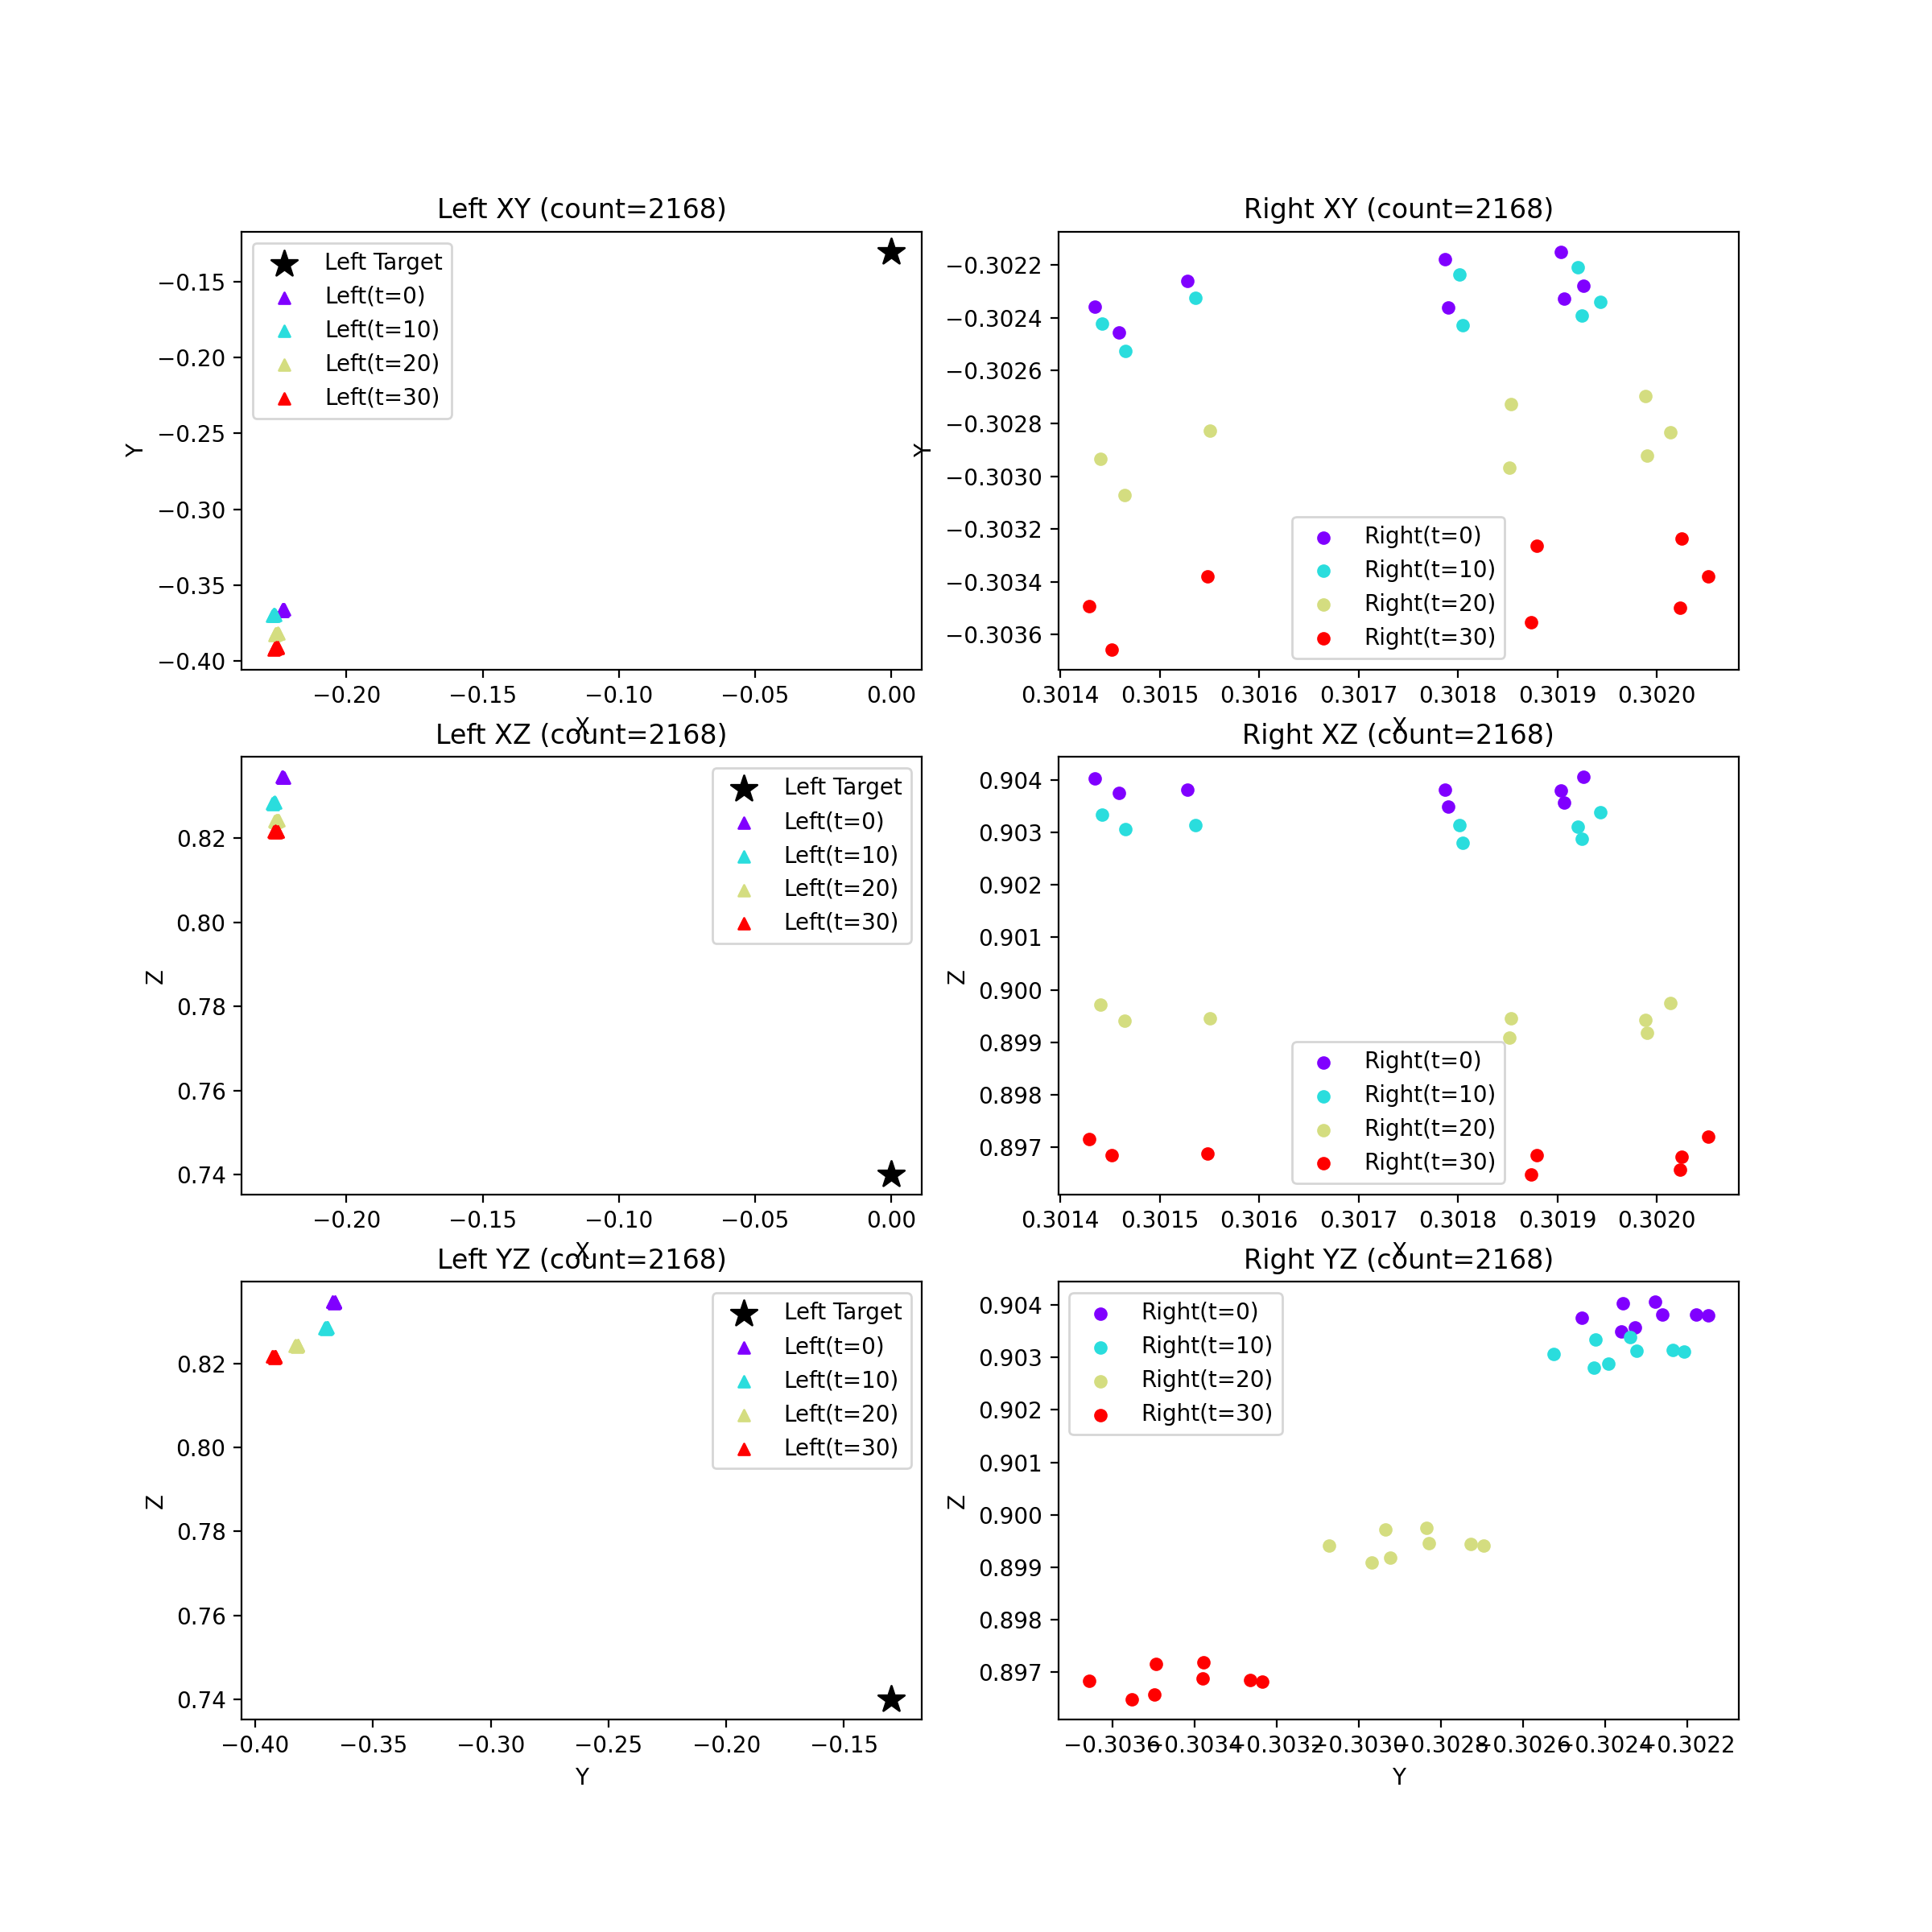 Left XY (count=2168)
Left Target
Left(t=0)
Left(t=10)
Left(t=20)
Left(t=30)
−0.15
−0.20
−0.25
−0.30
−0.35
−0.40
Y
−0.20 −0.15 −0.10 −0.05 0.00
X
Right XY (count=2168)
−0.3022
−0.3024
−0.3026
−0.3028
−0.3030
−0.3032
−0.3034
−0.3036
Y
Right(t=0)
Right(t=10)
Right(t=20)
Right(t=30)
0.3014 0.3015 0.3016 0.3017 0.3018 0.3019 0.3020
X
Left XZ (count=2168)
Left Target
Left(t=0)
Left(t=10)
Left(t=20)
Left(t=30)
0.82
0.80
0.78
0.76
0.74
Z
−0.20 −0.15 −0.10 −0.05 0.00
X
Right XZ (count=2168)
0.904
0.903
0.902
0.901
0.900
0.899
0.898
0.897
Z
Right(t=0)
Right(t=10)
Right(t=20)
Right(t=30)
0.3014 0.3015 0.3016 0.3017 0.3018 0.3019 0.3020
X
Left YZ (count=2168)
Left Target
Left(t=0)
Left(t=10)
Left(t=20)
Left(t=30)
0.82
0.80
0.78
0.76
0.74
Z
−0.40 −0.35 −0.30 −0.25 −0.20 −0.15
Y
Right YZ (count=2168)
Right(t=0)
Right(t=10)
Right(t=20)
Right(t=30)
0.904
0.903
0.902
0.901
0.900
0.899
0.898
0.897
Z
−0.3036 −0.3034 −0.3032 −0.3030 −0.3028 −0.3026 −0.3024 −0.3022
Y